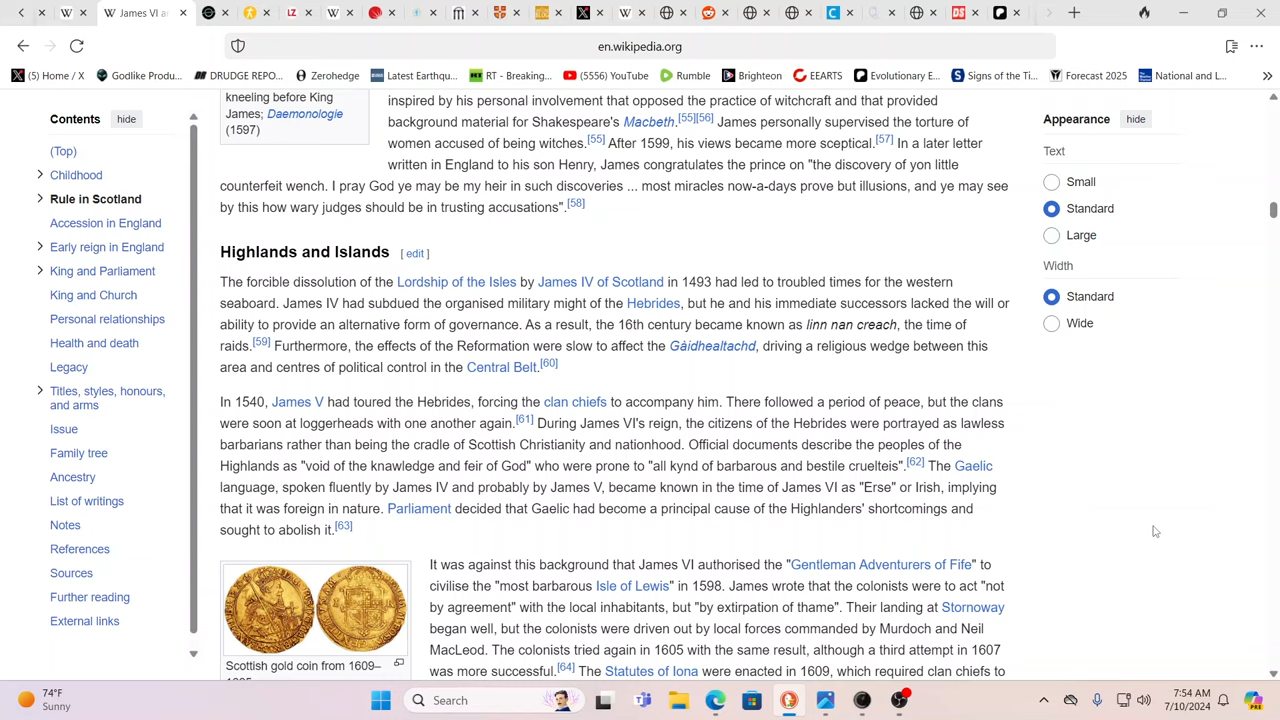 James VI a
en.wikipedia.org
(5) Home / X
Godlike Produ...
DRUDGE REPO...
Zerohedge
Latest Earthqu...
RT - Breaking...
(5556) YouTube
Rumble
Brighteon
EEARTS
Evolutionary E...
Signs of the Ti...
Forecast 2025
National and L...
Contents hide
(Top)
Childhood
Rule in Scotland
Accession in England
Early reign in England
King and Parliament
King and Church
Personal relationships
Health and death
Legacy
Titles, styles, honours,
and arms
Issue
Family tree
Ancestry
List of writings
Notes
References
Sources
Further reading
External links
kneeling before King
James; Daemonologie
(1597)
inspired by his personal involvement that opposed the practice of witchcraft and that provided
background material for Shakespeare's Macbeth.[55][56] James personally supervised the torture of
women accused of being witches.[55] After 1599, his views became more sceptical.[57] In a later letter
written in England to his son Henry, James congratulates the prince on "the discovery of yon little
counterfeit wench. I pray God ye may be my heir in such discoveries ... most miracles now-a-days prove but illusions, and ye may see
by this how wary judges should be in trusting accusations".[58]
Highlands and Islands [ edit ]
The forcible dissolution of the Lordship of the Isles by James IV of Scotland in 1493 had led to troubled times for the western
seaboard. James IV had subdued the organised military might of the Hebrides, but he and his immediate successors lacked the will or
ability to provide an alternative form of governance. As a result, the 16th century became known as linn nan creach, the time of
raids.[59] Furthermore, the effects of the Reformation were slow to affect the Gàidhealtachd, driving a religious wedge between this
area and centres of political control in the Central Belt.[60]
In 1540, James V had toured the Hebrides, forcing the clan chiefs to accompany him. There followed a period of peace, but the clans
were soon at loggerheads with one another again.[61] During James VI's reign, the citizens of the Hebrides were portrayed as lawless
barbarians rather than being the cradle of Scottish Christianity and nationhood. Official documents describe the peoples of the
Highlands as "void of the knawledge and feir of God" who were prone to "all kynd of barbarous and bestile cruelteis".[62] The Gaelic
language, spoken fluently by James IV and probably by James V, became known in the time of James VI as "Erse" or Irish, implying
that it was foreign in nature. Parliament decided that Gaelic had become a principal cause of the Highlanders' shortcomings and
sought to abolish it.[63]
It was against this background that James VI authorised the "Gentleman Adventurers of Fife" to
civilise the "most barbarous Isle of Lewis" in 1598. James wrote that the colonists were to act "not
by agreement" with the local inhabitants, but "by extirpation of thame". Their landing at Stornoway
began well, but the colonists were driven out by local forces commanded by Murdoch and Neil
MacLeod. The colonists tried again in 1605 with the same result, although a third attempt in 1607
was more successful.[64] The Statutes of Iona were enacted in 1609, which required clan chiefs to
Scottish gold coin from 1609–
Appearance hide
Text
Small
Standard
Large
Width
Standard
Wide
74°F
Sunny
Search
7:54 AM
7/10/2024